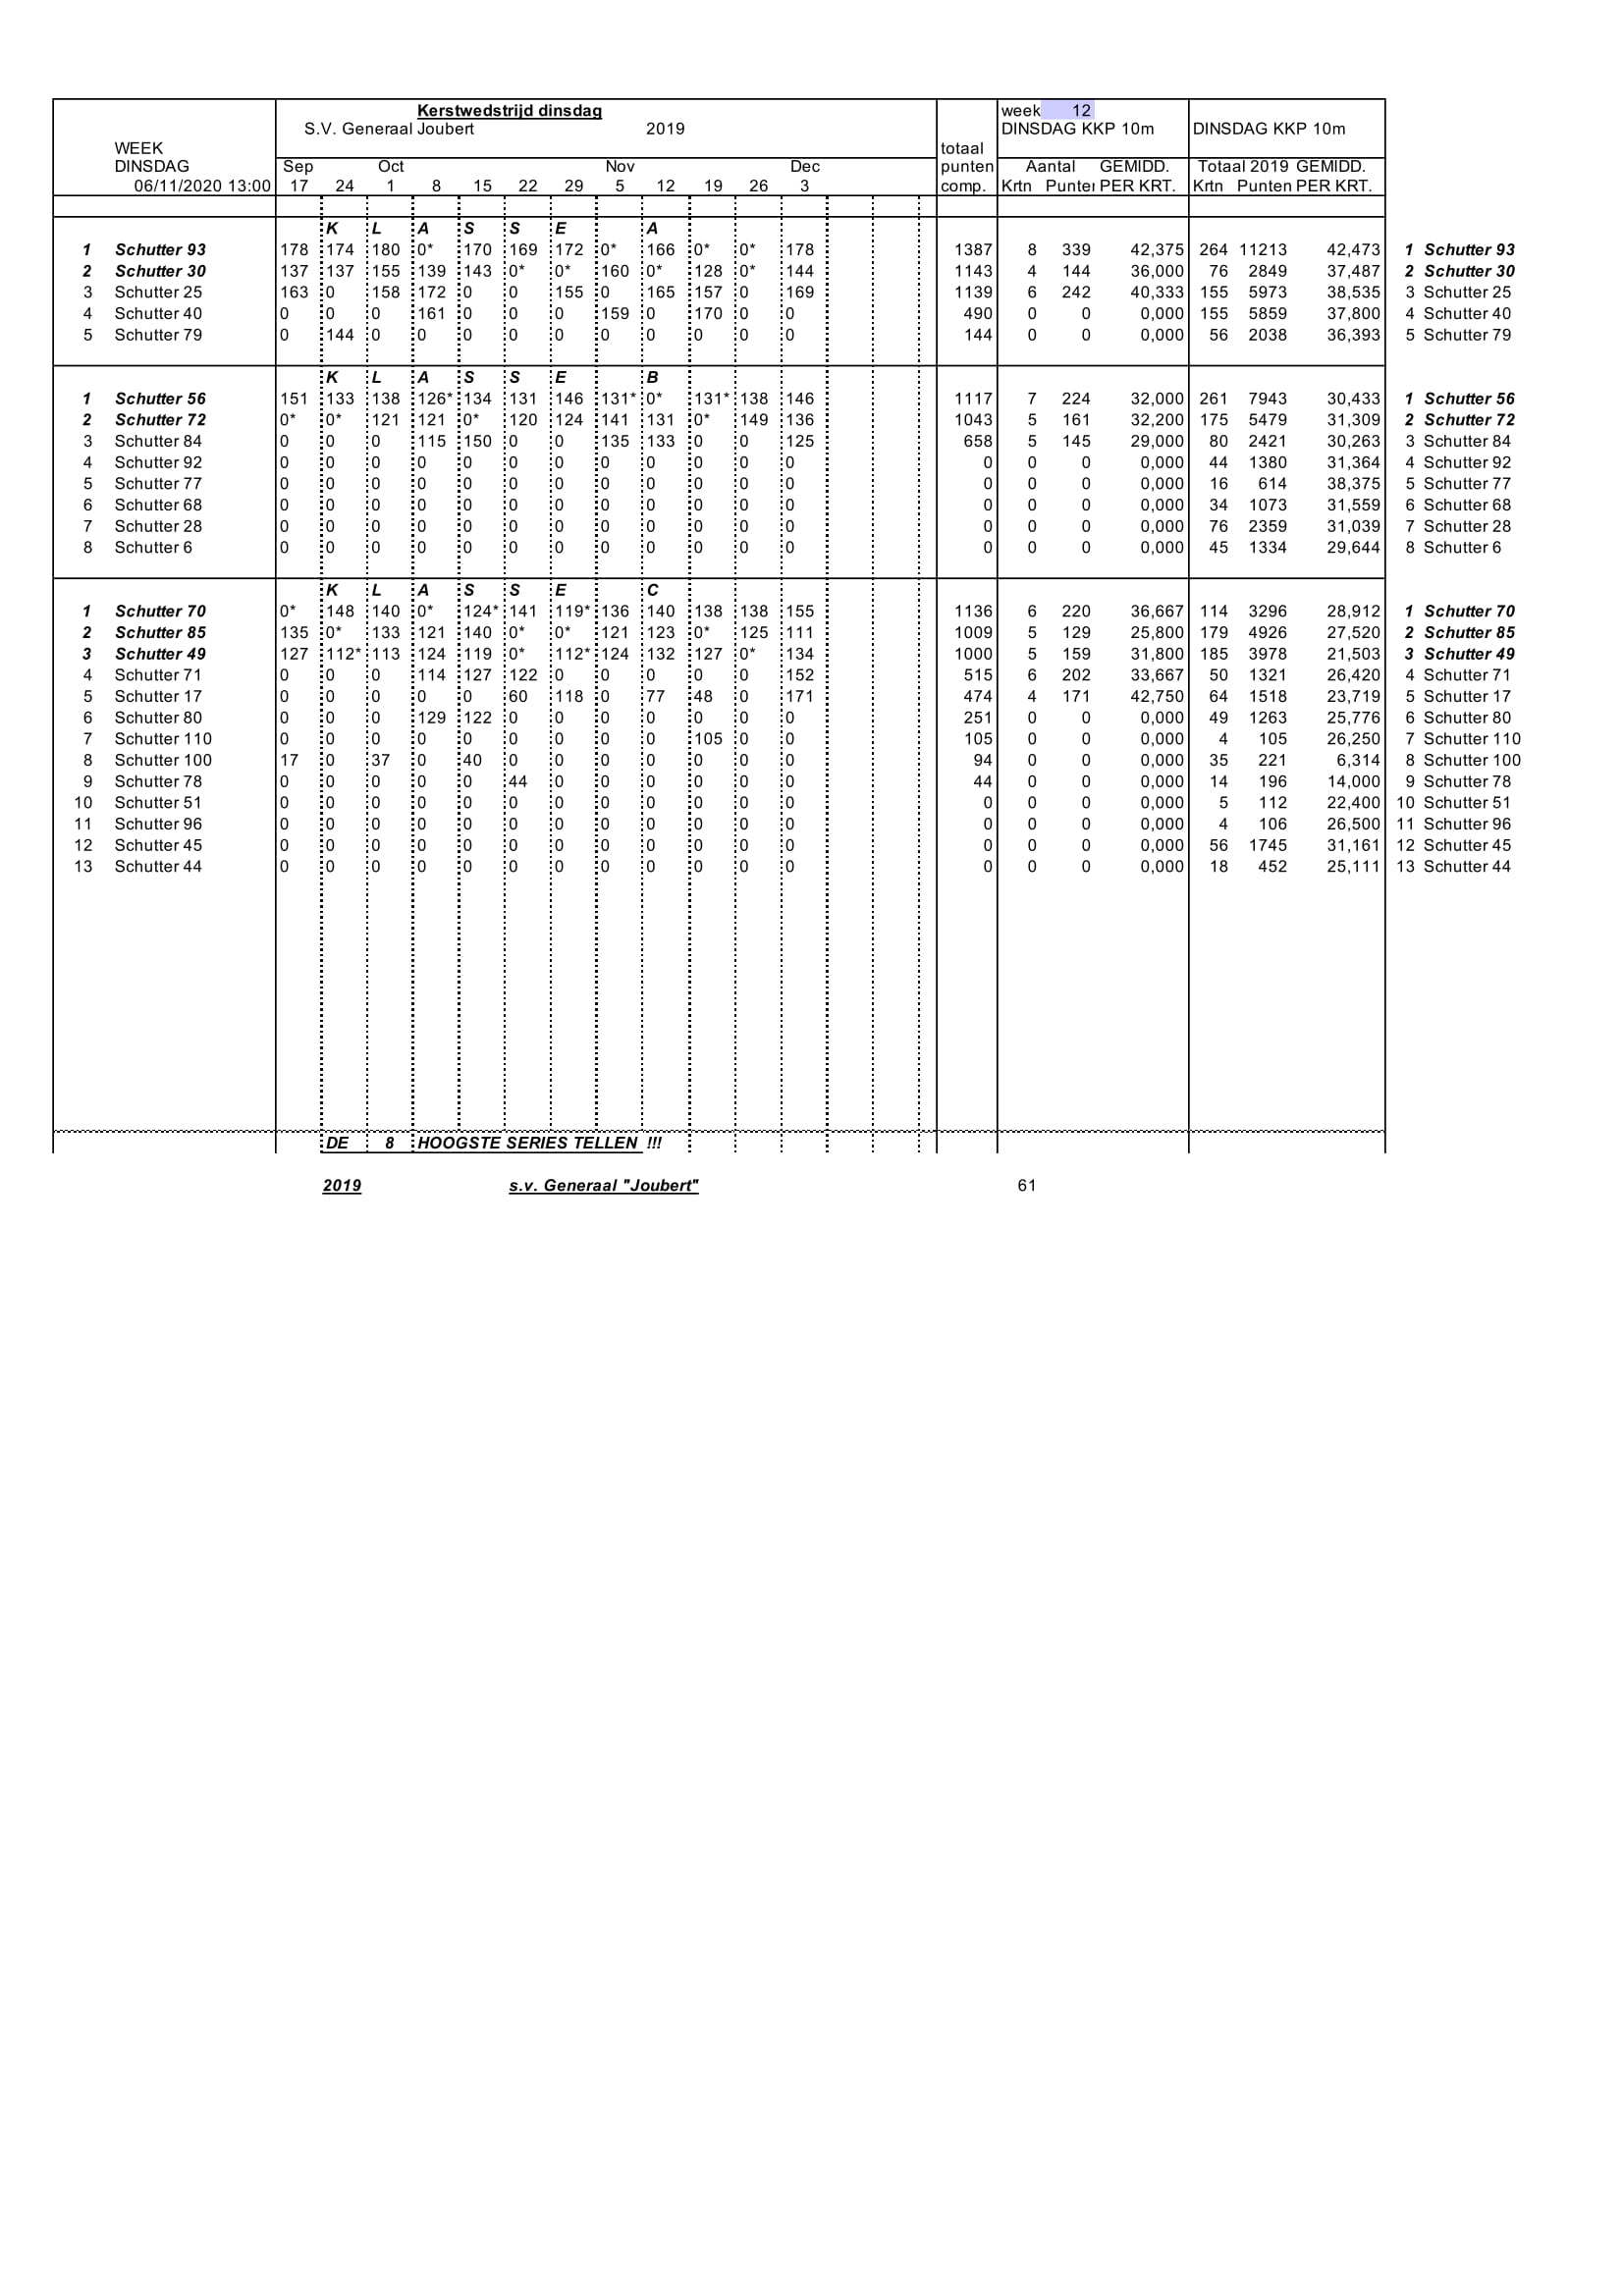 Kerstwedstrijd dinsdag week 12
S.V. Generaal Joubert 2019 DINSDAG KKP 10m DINSDAG KKP 10m
WEEK totaal
DINSDAG Sep Oct Nov Dec punten Aantal GEMIDD. Totaal 2019 GEMIDD.
06/11/2020 13:00 17 24 1 8 15 22 29 5 12 19 26 3 comp. Krtn Punter PER KRT. Krtn Punten PER KRT.
K L A S S E A
1 Schutter 93 178 174 180 0* 170 169 172 0* 166 0* 0* 178 1387 8 339 42,375 264 11213 42,473 1 Schutter 93
2 Schutter 30 137 137 155 139 143 0* 0* 160 0* 128 0* 144 1143 4 144 36,000 76 2849 37,487 2 Schutter 30
3 Schutter 25 163 0 158 172 0 0 155 0 165 157 0 169 1139 6 242 40,333 155 5973 38,535 3 Schutter 25
4 Schutter 40 0 0 0 161 0 0 0 159 0 170 0 0 490 0 0 0,000 155 5859 37,800 4 Schutter 40
5 Schutter 79 0 144 0 0 0 0 0 0 0 0 0 0 144 0 0 0,000 56 2038 36,393 5 Schutter 79
K L A S S E B
1 Schutter 56 151 133 138 126* 134 131 146 131* 0* 131* 138 146 1117 7 224 32,000 261 7943 30,433 1 Schutter 56
2 Schutter 72 0* 0* 121 121 0* 120 124 141 131 0* 149 136 1043 5 161 32,200 175 5479 31,309 2 Schutter 72
3 Schutter 84 0 0 0 115 150 0 0 135 133 0 0 125 658 5 145 29,000 80 2421 30,263 3 Schutter 84
4 Schutter 92 0 0 0 0 0 0 0 0 0 0 0 0 0 0 0 0,000 44 1380 31,364 4 Schutter 92
5 Schutter 77 0 0 0 0 0 0 0 0 0 0 0 0 0 0 0 0,000 16 614 38,375 5 Schutter 77
6 Schutter 68 0 0 0 0 0 0 0 0 0 0 0 0 0 0 0 0,000 34 1073 31,559 6 Schutter 68
7 Schutter 28 0 0 0 0 0 0 0 0 0 0 0 0 0 0 0 0,000 76 2359 31,039 7 Schutter 28
8 Schutter 6 0 0 0 0 0 0 0 0 0 0 0 0 0 0 0 0,000 45 1334 29,644 8 Schutter 6
K L A S S E C
1 Schutter 70 0* 148 140 0* 124* 141 119* 136 140 138 138 155 1136 6 220 36,667 114 3296 28,912 1 Schutter 70
2 Schutter 85 135 0* 133 121 140 0* 0* 121 123 0* 125 111 1009 5 129 25,800 179 4926 27,520 2 Schutter 85
3 Schutter 49 127 112* 113 124 119 0* 112* 124 132 127 0* 134 1000 5 159 31,800 185 3978 21,503 3 Schutter 49
4 Schutter 71 0 0 0 114 127 122 0 0 0 0 0 152 515 6 202 33,667 50 1321 26,420 4 Schutter 71
5 Schutter 17 0 0 0 0 0 60 118 0 77 48 0 171 474 4 171 42,750 64 1518 23,719 5 Schutter 17
6 Schutter 80 0 0 0 129 122 0 0 0 0 0 0 0 251 0 0 0,000 49 1263 25,776 6 Schutter 80
7 Schutter 110 0 0 0 0 0 0 0 0 0 105 0 0 105 0 0 0,000 4 105 26,250 7 Schutter 110
8 Schutter 100 17 0 37 0 40 0 0 0 0 0 0 0 94 0 0 0,000 35 221 6,314 8 Schutter 100
9 Schutter 78 0 0 0 0 0 44 0 0 0 0 0 0 44 0 0 0,000 14 196 14,000 9 Schutter 78
10 Schutter 51 0 0 0 0 0 0 0 0 0 0 0 0 0 0 0 0,000 5 112 22,400 10 Schutter 51
11 Schutter 96 0 0 0 0 0 0 0 0 0 0 0 0 0 0 0 0,000 4 106 26,500 11 Schutter 96
12 Schutter 45 0 0 0 0 0 0 0 0 0 0 0 0 0 0 0 0,000 56 1745 31,161 12 Schutter 45
13 Schutter 44 0 0 0 0 0 0 0 0 0 0 0 0 0 0 0 0,000 18 452 25,111 13 Schutter 44
DE 8 HOOGSTE SERIES TELLEN !!!
2019 s.v. Generaal "Joubert" 61